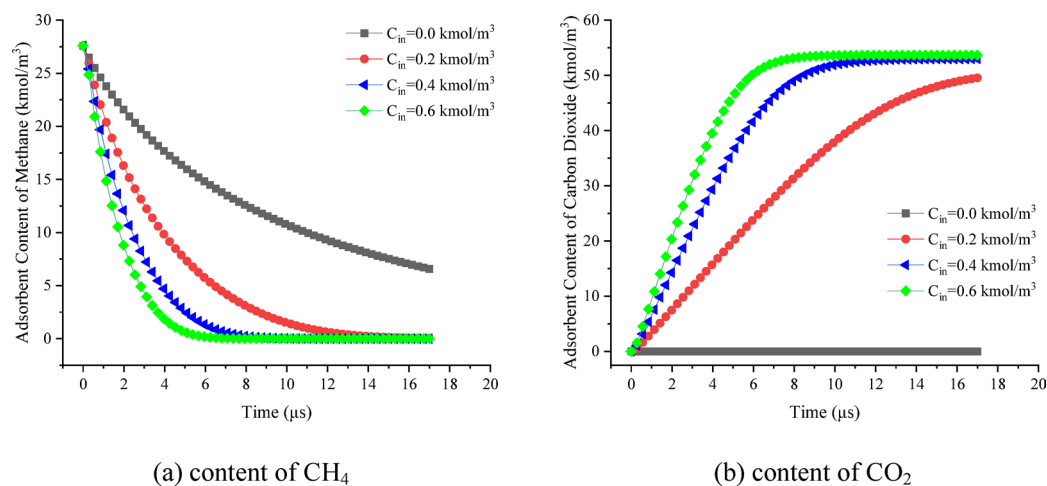 30
25
20
15
10
5
0
0 2 4 6 8 10 12 14 16 18 20
Adsorbent Content of Methane (kmol/m³)
Time (μs)
C_in=0.0 kmol/m³
C_in=0.2 kmol/m³
C_in=0.4 kmol/m³
C_in=0.6 kmol/m³
(a) content of CH₄
60
50
40
30
20
10
0
0 2 4 6 8 10 12 14 16 18 20
Adsorbent Content of Carbon Dioxide (kmol/m³)
Time (μs)
C_in=0.0 kmol/m³
C_in=0.2 kmol/m³
C_in=0.4 kmol/m³
C_in=0.6 kmol/m³
(b) content of CO₂